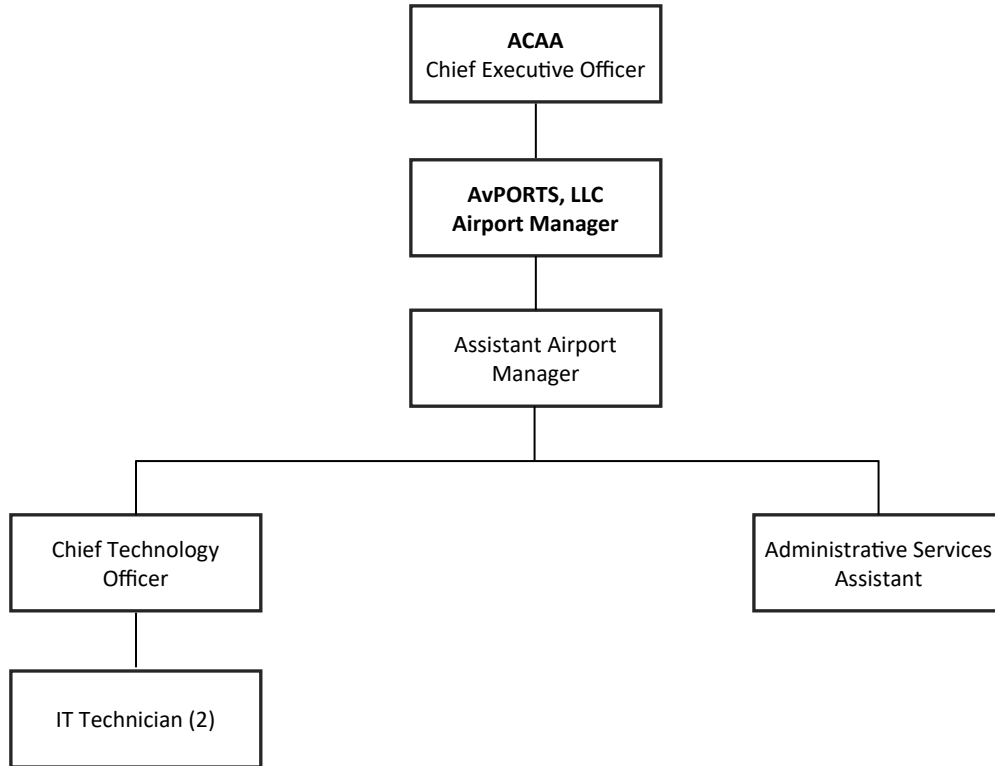 ACAA
Chief Executive Officer
AvPORTS, LLC
Airport Manager
Assistant Airport
Manager
Chief Technology
Officer
Administrative Services
Assistant
IT Technician (2)